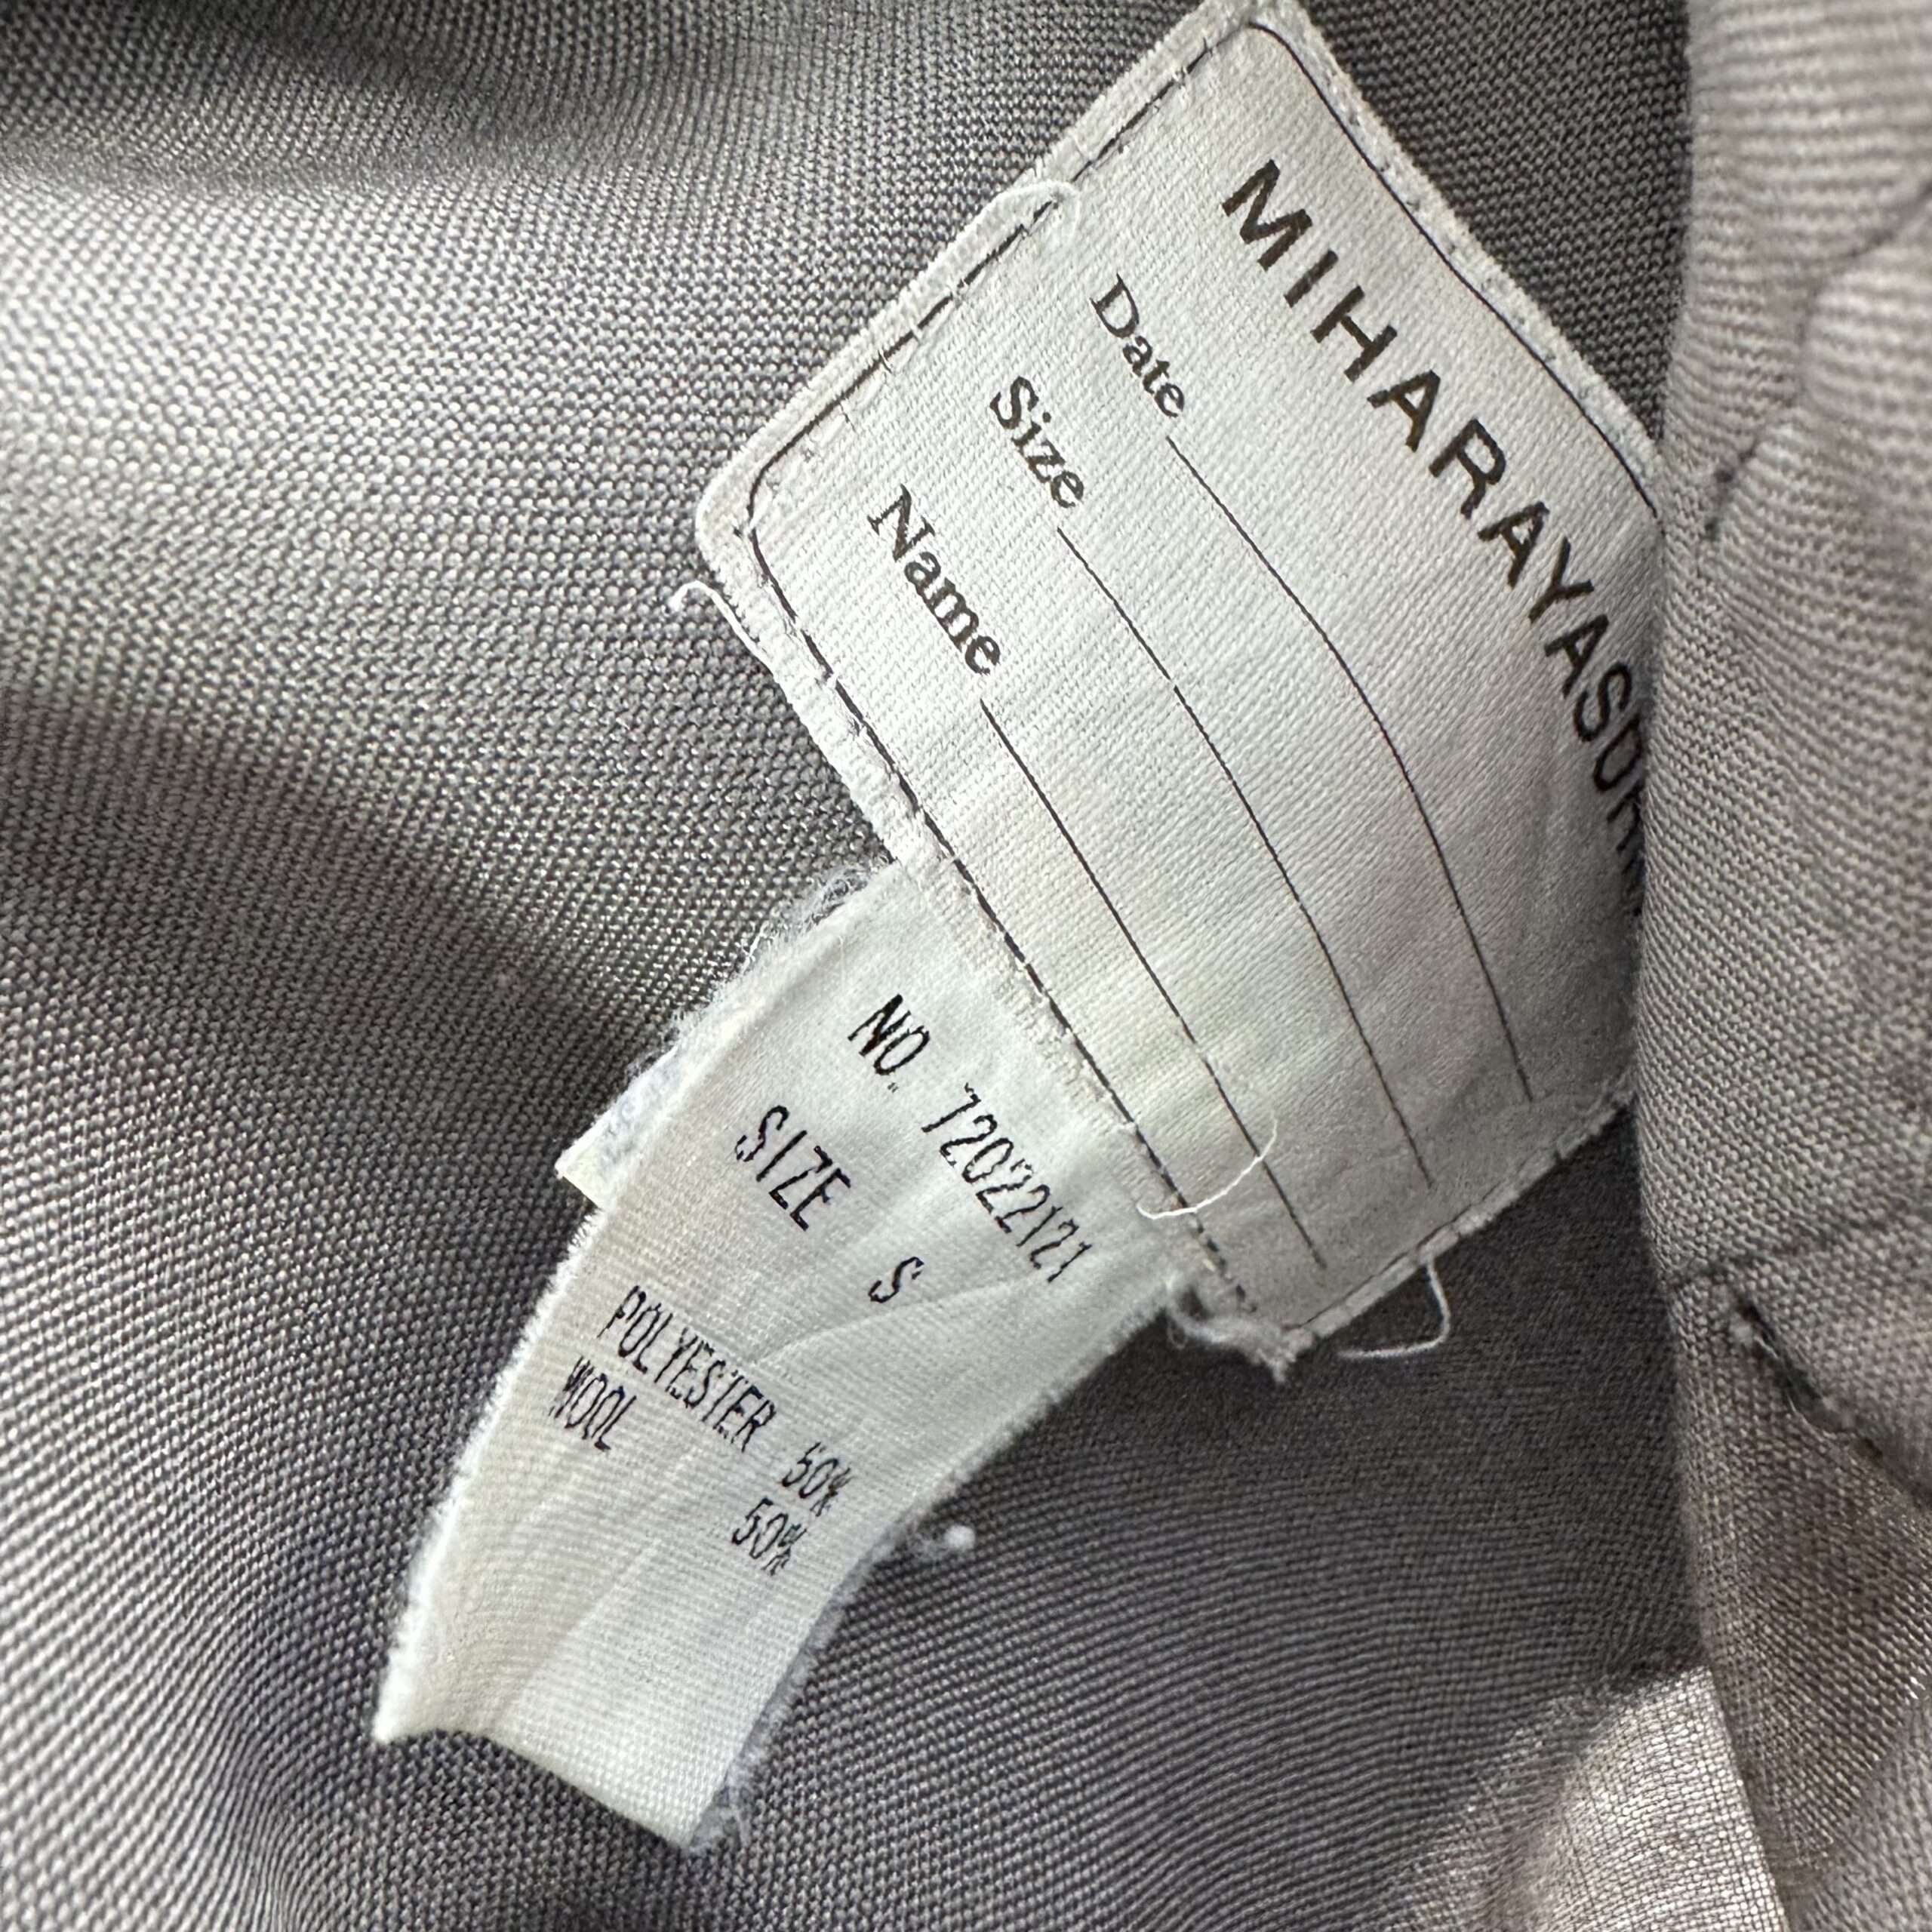 MIHARAYASU
Date
Size
Name
NO. 72022121
SIZE S
POLYESTER 50%
WOOL 50%